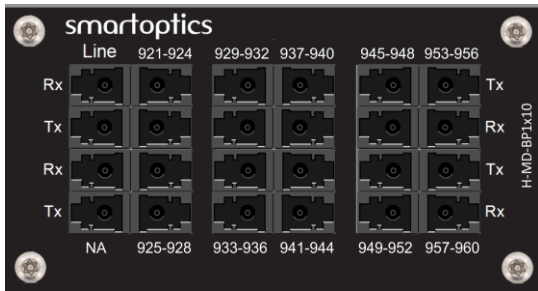 smartoptics
Line 921-924 929-932 937-940 945-948 953-956
Rx Tx
Tx Rx
Rx Tx
Tx Rx
NA 925-928 933-936 941-944 949-952 957-960
H-MD-BP1x10